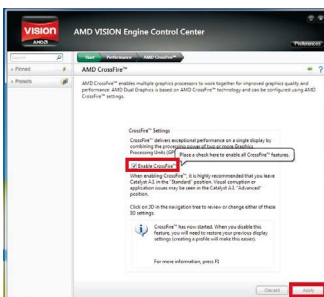 VISION
AMD
AMD VISION Engine Control Center
Preferences
Search
Start Performance AMD CrossFire™
Pinned
Presets
AMD CrossFire™
AMD CrossFire™ enables multiple graphics processors to work together for improved graphics quality and
performance. AMD Dual Graphics is based on AMD CrossFire™ technology and can be configured using AMD
CrossFire™ settings.
CrossFire™ Settings
CrossFire™ delivers exceptional performance on a single display by
combining the processing power of two or more Graphics
Processing Units (GP
Place a check here to enable all CrossFire™ features.
Enable CrossFire™
When enabling CrossFire™, it is highly recommended that you leave
Catalyst A.I. in the "Standard" position. Visual corruption or
application issues may be seen in the Catalyst A.I. "Advanced"
position.
Click on 3D in the navigation tree to review or change either of these
3D settings.
CrossFire™ has now started. When you disable this
feature, you will need to restore your previous display
settings (creating a profile will make this easier).
For more information, press F1
Discard
Apply